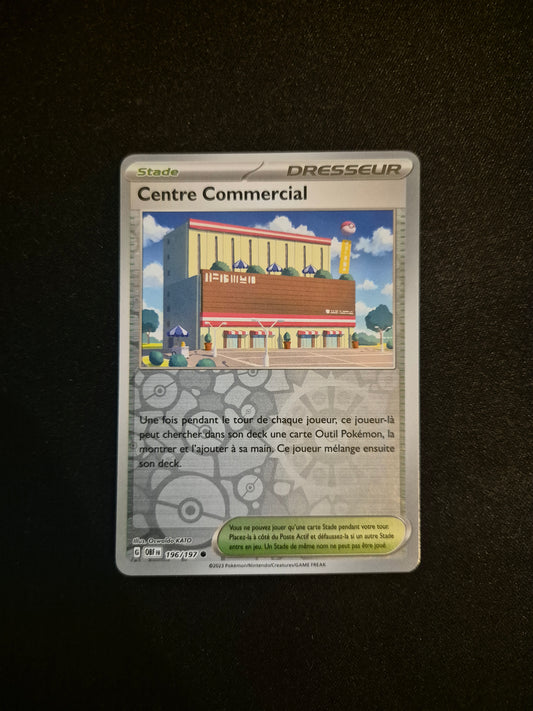 Stade
DRESSEUR
Centre Commercial
Une fois pendant le tour de chaque joueur, ce joueur-là
peut chercher dans son deck une carte Outil Pokémon, la
montrer et l'ajouter à sa main. Ce joueur mélange ensuite
son deck.
Illus. Oswaldo KATO
Vous ne pouvez jouer qu'une carte Stade pendant votre tour.
Placez-la à côté du Poste Actif et défaussez-la si un autre Stade
entre en jeu. Un Stade de même nom ne peut pas être joué.
G OBF FR 196/197
©2023 Pokémon/Nintendo/Creatures/GAME FREAK